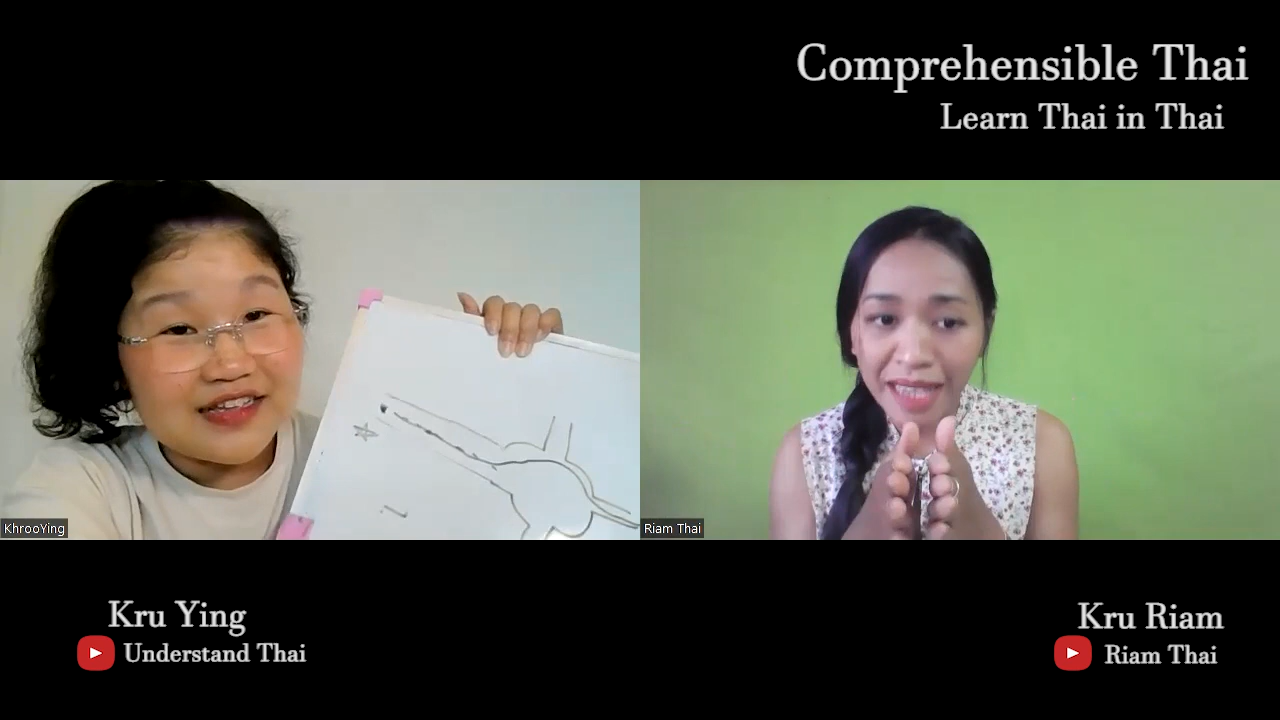 Comprehensible Thai
Learn Thai in Thai
KhrooYing
Riam Thai
Kru Ying
Understand Thai
Kru Riam
Riam Thai